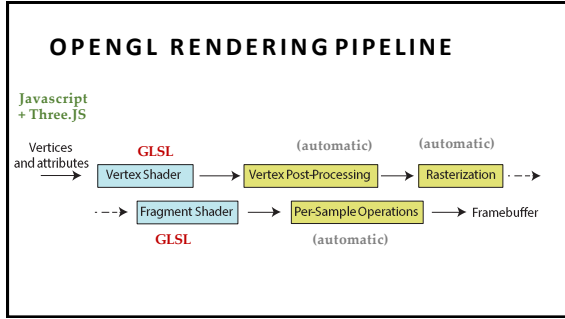 OPENGL RENDERING PIPELINE
Javascript
+ Three.JS
Vertices
and attributes
GLSL
(automatic)
(automatic)
Vertex Shader
Vertex Post-Processing
Rasterization
Fragment Shader
Per-Sample Operations
Framebuffer
GLSL
(automatic)